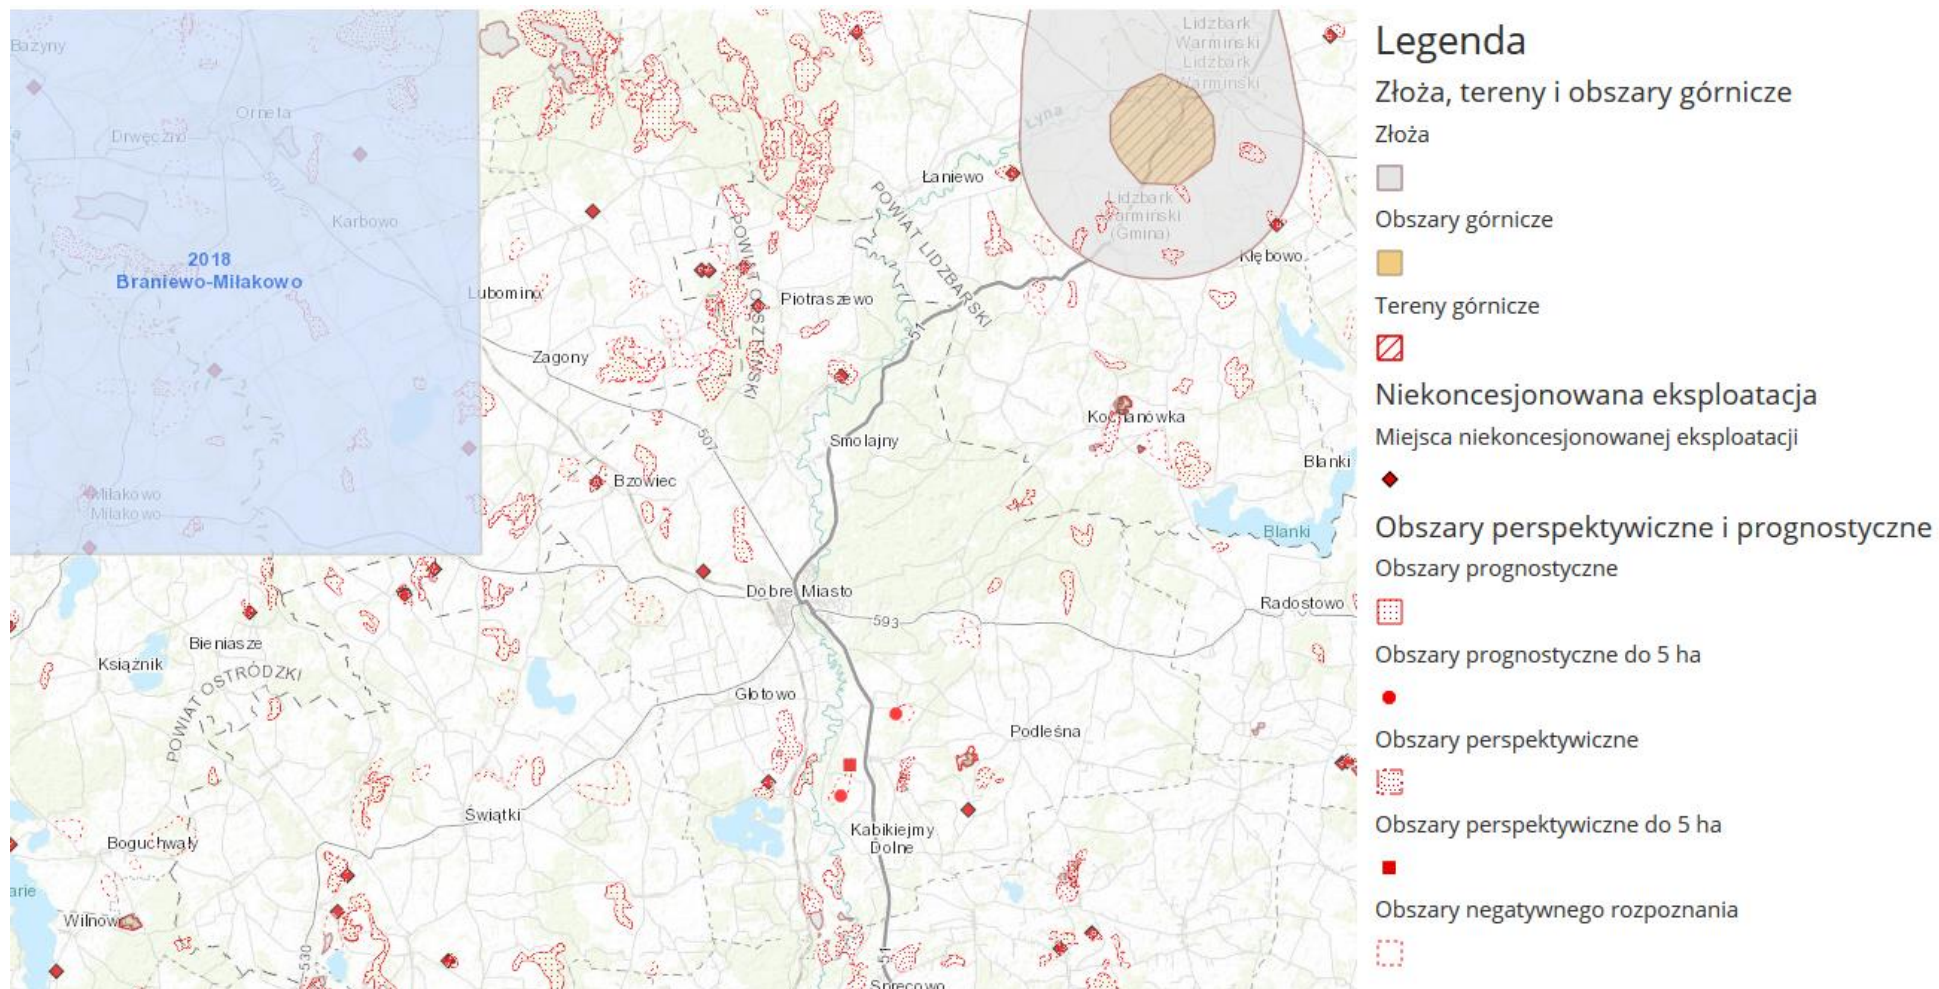 Bażyny
Orneta
Drwęczno
507
Karbowo
2018
Braniewo-Miłakowo
Miłakowo
Miłakowo
Lidzbark
Warmiński
Lidzbark
Warmiński
Łyna
Łaniewo
POWIAT LIDZBARSKI
Lidzbark
Warmiński
(Gmina)
Kłębowo
Lubomino
Piotraszewo
POWIAT OLSZTYŃSKI
51
Zagony
Kochanówka
507
Smolajny
Blanki
Bzowiec
Blanki
Dobre Miasto
593
Radostowo
Bieniasze
Książnik
POWIAT OSTRÓDZKI
Głotowo
Podleśna
Świątki
Boguchwały
Kabikiejmy
Dolne
arie
Wilnowo
530
51
Spręcowo
Legenda
Złoża, tereny i obszary górnicze
Złoża
Obszary górnicze
Tereny górnicze
Niekoncesjonowana eksploatacja
Miejsca niekoncesjonowanej eksploatacji
Obszary perspektywiczne i prognostyczne
Obszary prognostyczne
Obszary prognostyczne do 5 ha
Obszary perspektywiczne
Obszary perspektywiczne do 5 ha
Obszary negatywnego rozpoznania